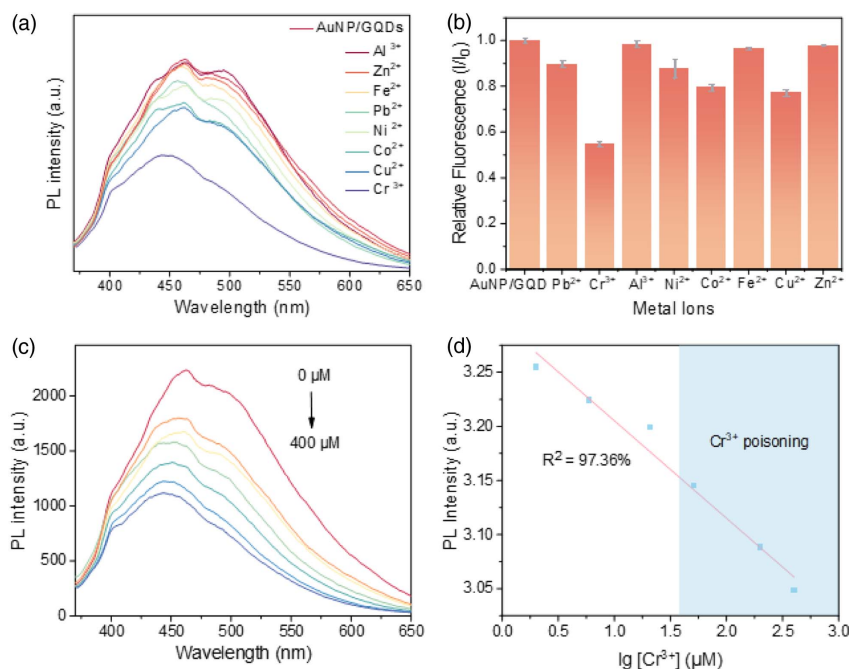 (a)
AuNP/GQDs
Al 3+
Zn2+
Fe2+
Pb2+
Ni 2+
Co2+
Cu2+
Cr 3+
PL intensity (a.u.)
400 450 500 550 600 650
Wavelength (nm)
(b)
Relative Fluorescence (I/I0)
1.0
0.8
0.6
0.4
0.2
0.0
AuNP/GQD Pb2+ Cr3+ Al3+ Ni2+ Co2+ Fe2+ Cu2+ Zn2+
Metal Ions
(c)
PL intensity (a.u.)
2000
1500
1000
500
0
0 μM
400 μM
400 450 500 550 600 650
Wavelength (nm)
(d)
PL Intensity (a.u.)
3.25
3.20
3.15
3.10
3.05
R2 = 97.36%
Cr3+ poisoning
0.0 0.5 1.0 1.5 2.0 2.5 3.0
lg [Cr3+] (μM)